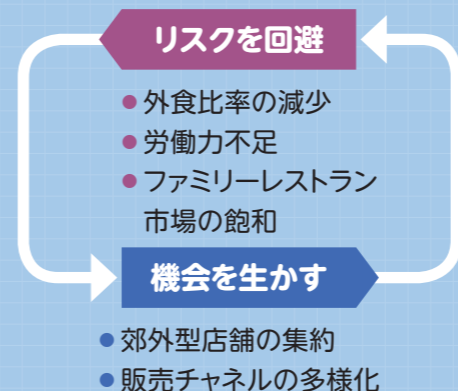 リスクを回避
● 外食比率の減少
● 労働力不足
● ファミリーレストラン
市場の飽和
機会を生かす
● 郊外型店舗の集約
● 販売チャネルの多様化